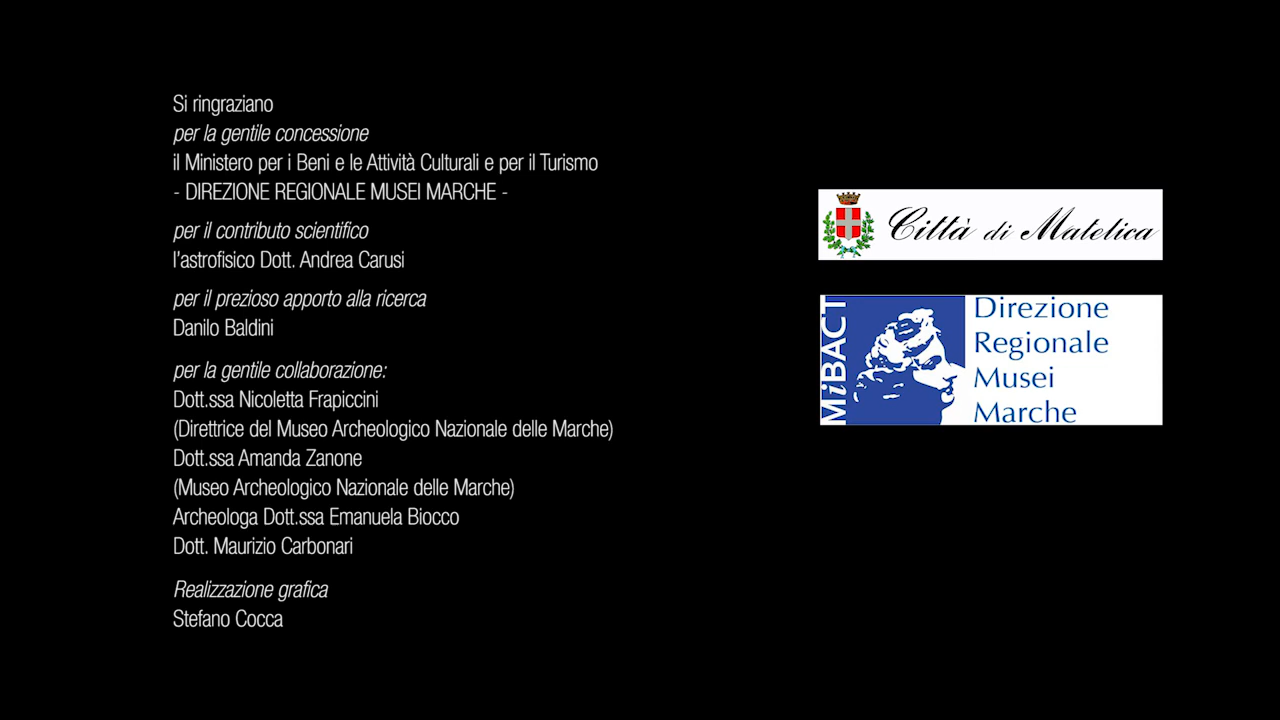 Si ringraziano
per la gentile concessione
il Ministero per i Beni e le Attività Culturali e per il Turismo
- DIREZIONE REGIONALE MUSEI MARCHE -
per il contributo scientifico
l'astrofisico Dott. Andrea Carusi
per il prezioso apporto alla ricerca
Danilo Baldini
per la gentile collaborazione:
Dott.ssa Nicoletta Frapiccini
(Direttrice del Museo Archeologico Nazionale delle Marche)
Dott.ssa Amanda Zanone
(Museo Archeologico Nazionale delle Marche)
Archeologa Dott.ssa Emanuela Biocco
Dott. Maurizio Carbonari
Realizzazione grafica
Stefano Cocca
Città di Matelica
MiBACT
Direzione
Regionale
Musei
Marche